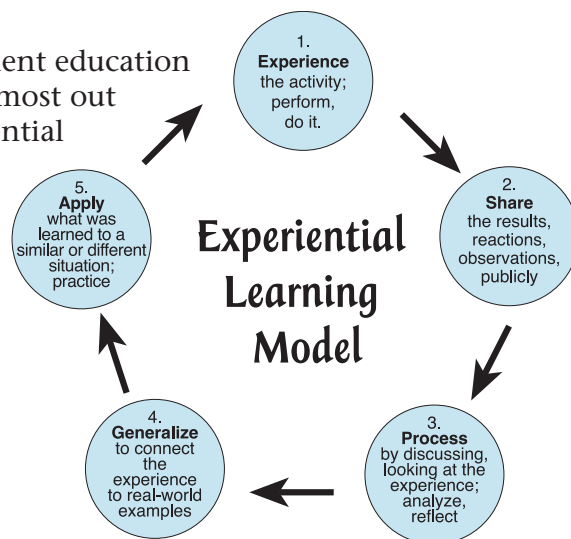 ent education
most out
ntial
1.
Experience
the activity;
perform,
do it.
2.
Share
the results,
reactions,
observations,
publicly
3.
Process
by discussing,
looking at the
experience;
analyze,
reflect
4.
Generalize
to connect
the
experience
to real-world
examples
5.
Apply
what was
learned to a
similar or different
situation;
practice
Experiential
Learning
Model